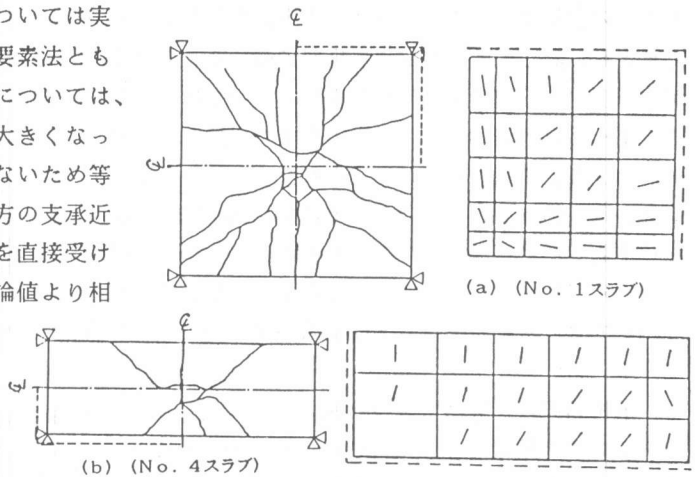 ついては実
要素法とも
については、
大きくなっ
ないため等
方の支承近
を直接受け
論値より相
℄
℄
(a) (No. 1スラブ)
℄
℄
(b) (No. 4スラブ)